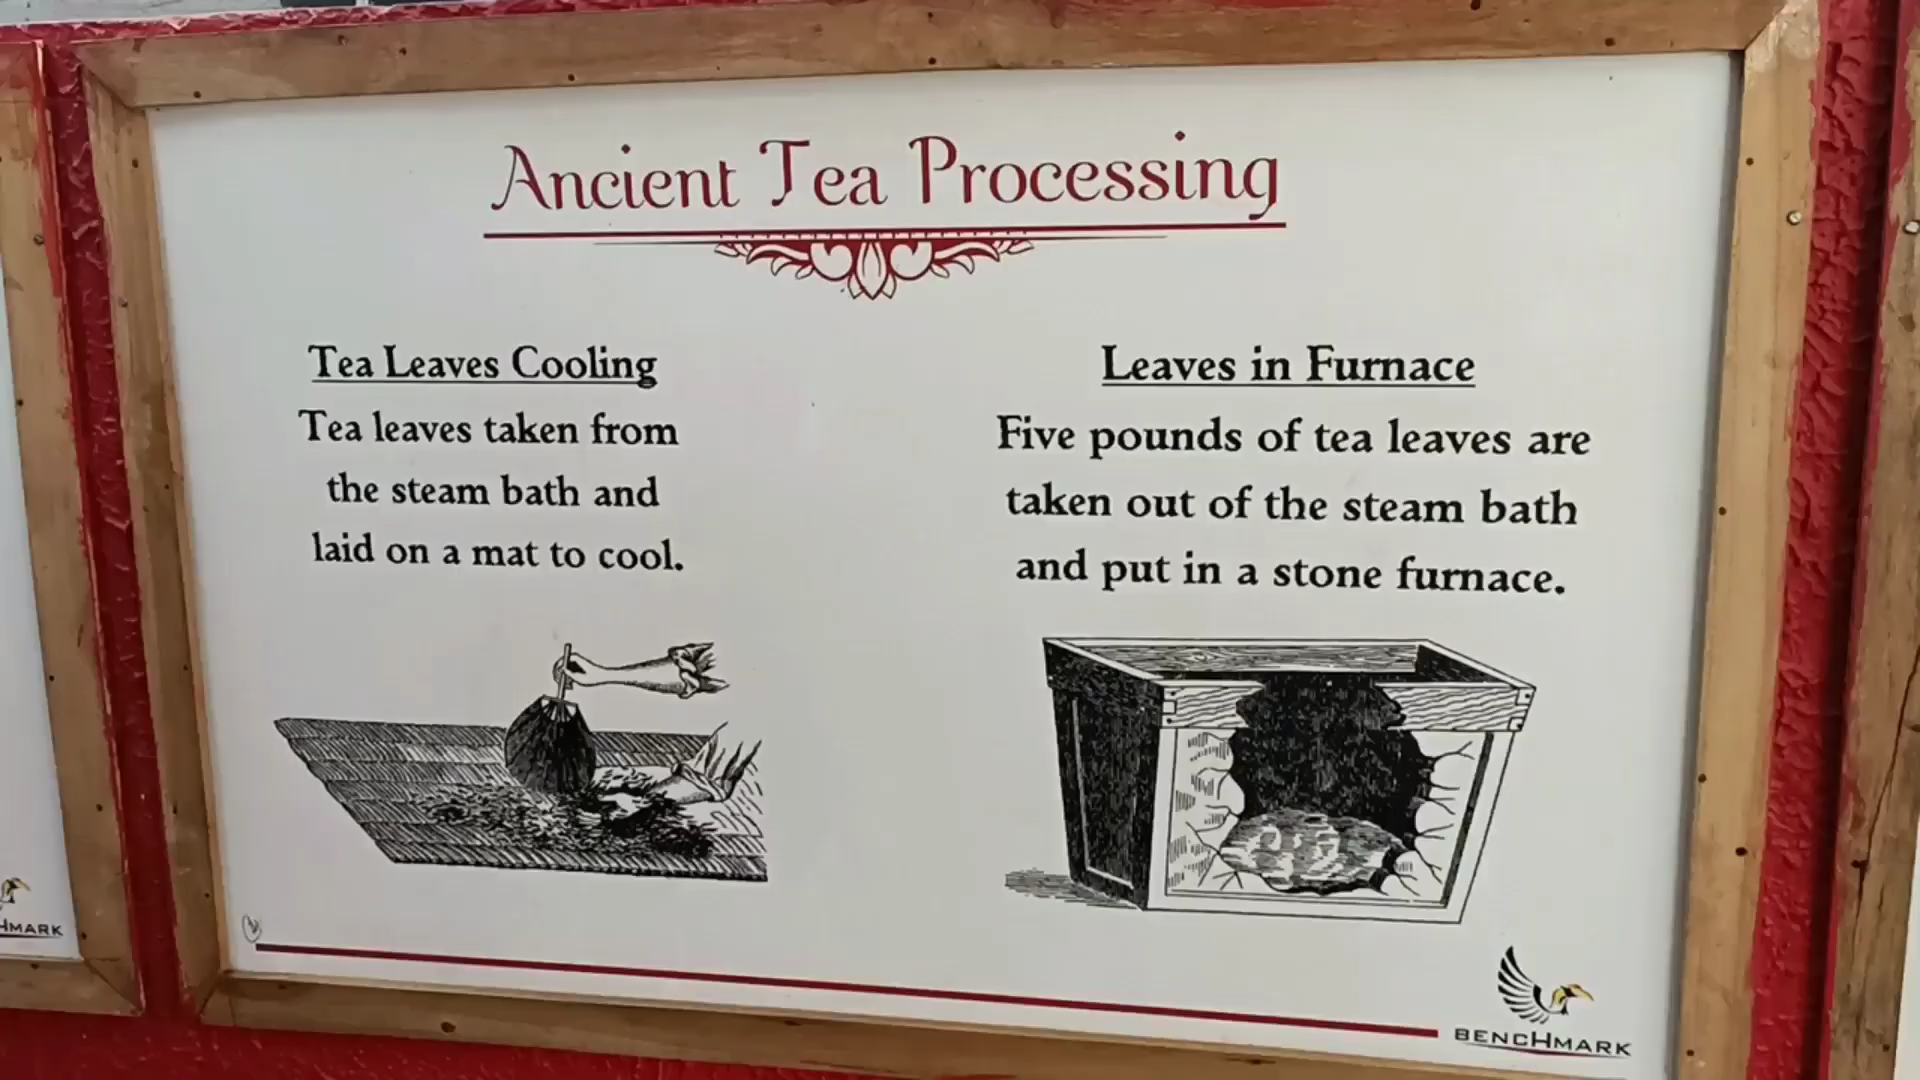 Ancient Tea Processing
Tea Leaves Cooling
Tea leaves taken from
the steam bath and
laid on a mat to cool.
Leaves in Furnace
Five pounds of tea leaves are
taken out of the steam bath
and put in a stone furnace.
BENCHMARK
HMARK